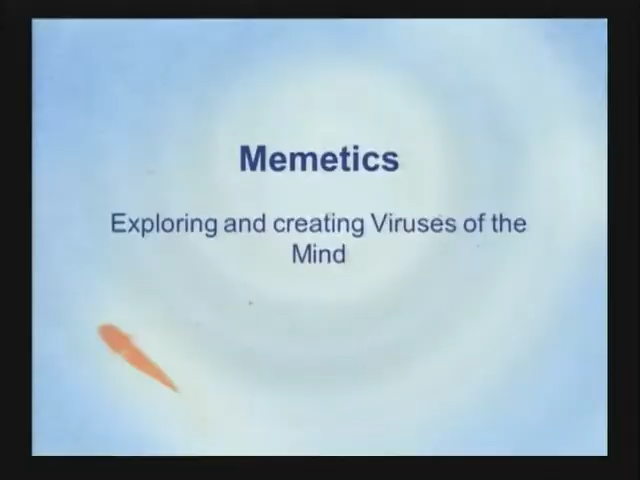 Memetics
Exploring and creating Viruses of the
Mind